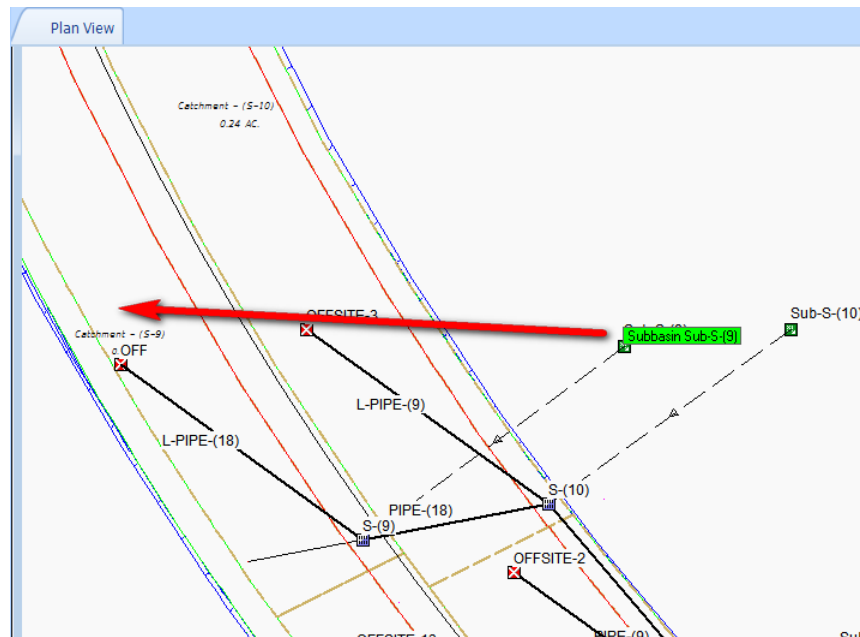 Plan View
Catchment - (S-10)
0.24 AC.
OFFSITE-3
Sub-S-(10)
Subbasin Sub-S-(9)
Catchment - (S-9)
OFF
L-PIPE-(9)
L-PIPE-(18)
S-(10)
PIPE-(18)
S-(9)
OFFSITE-2